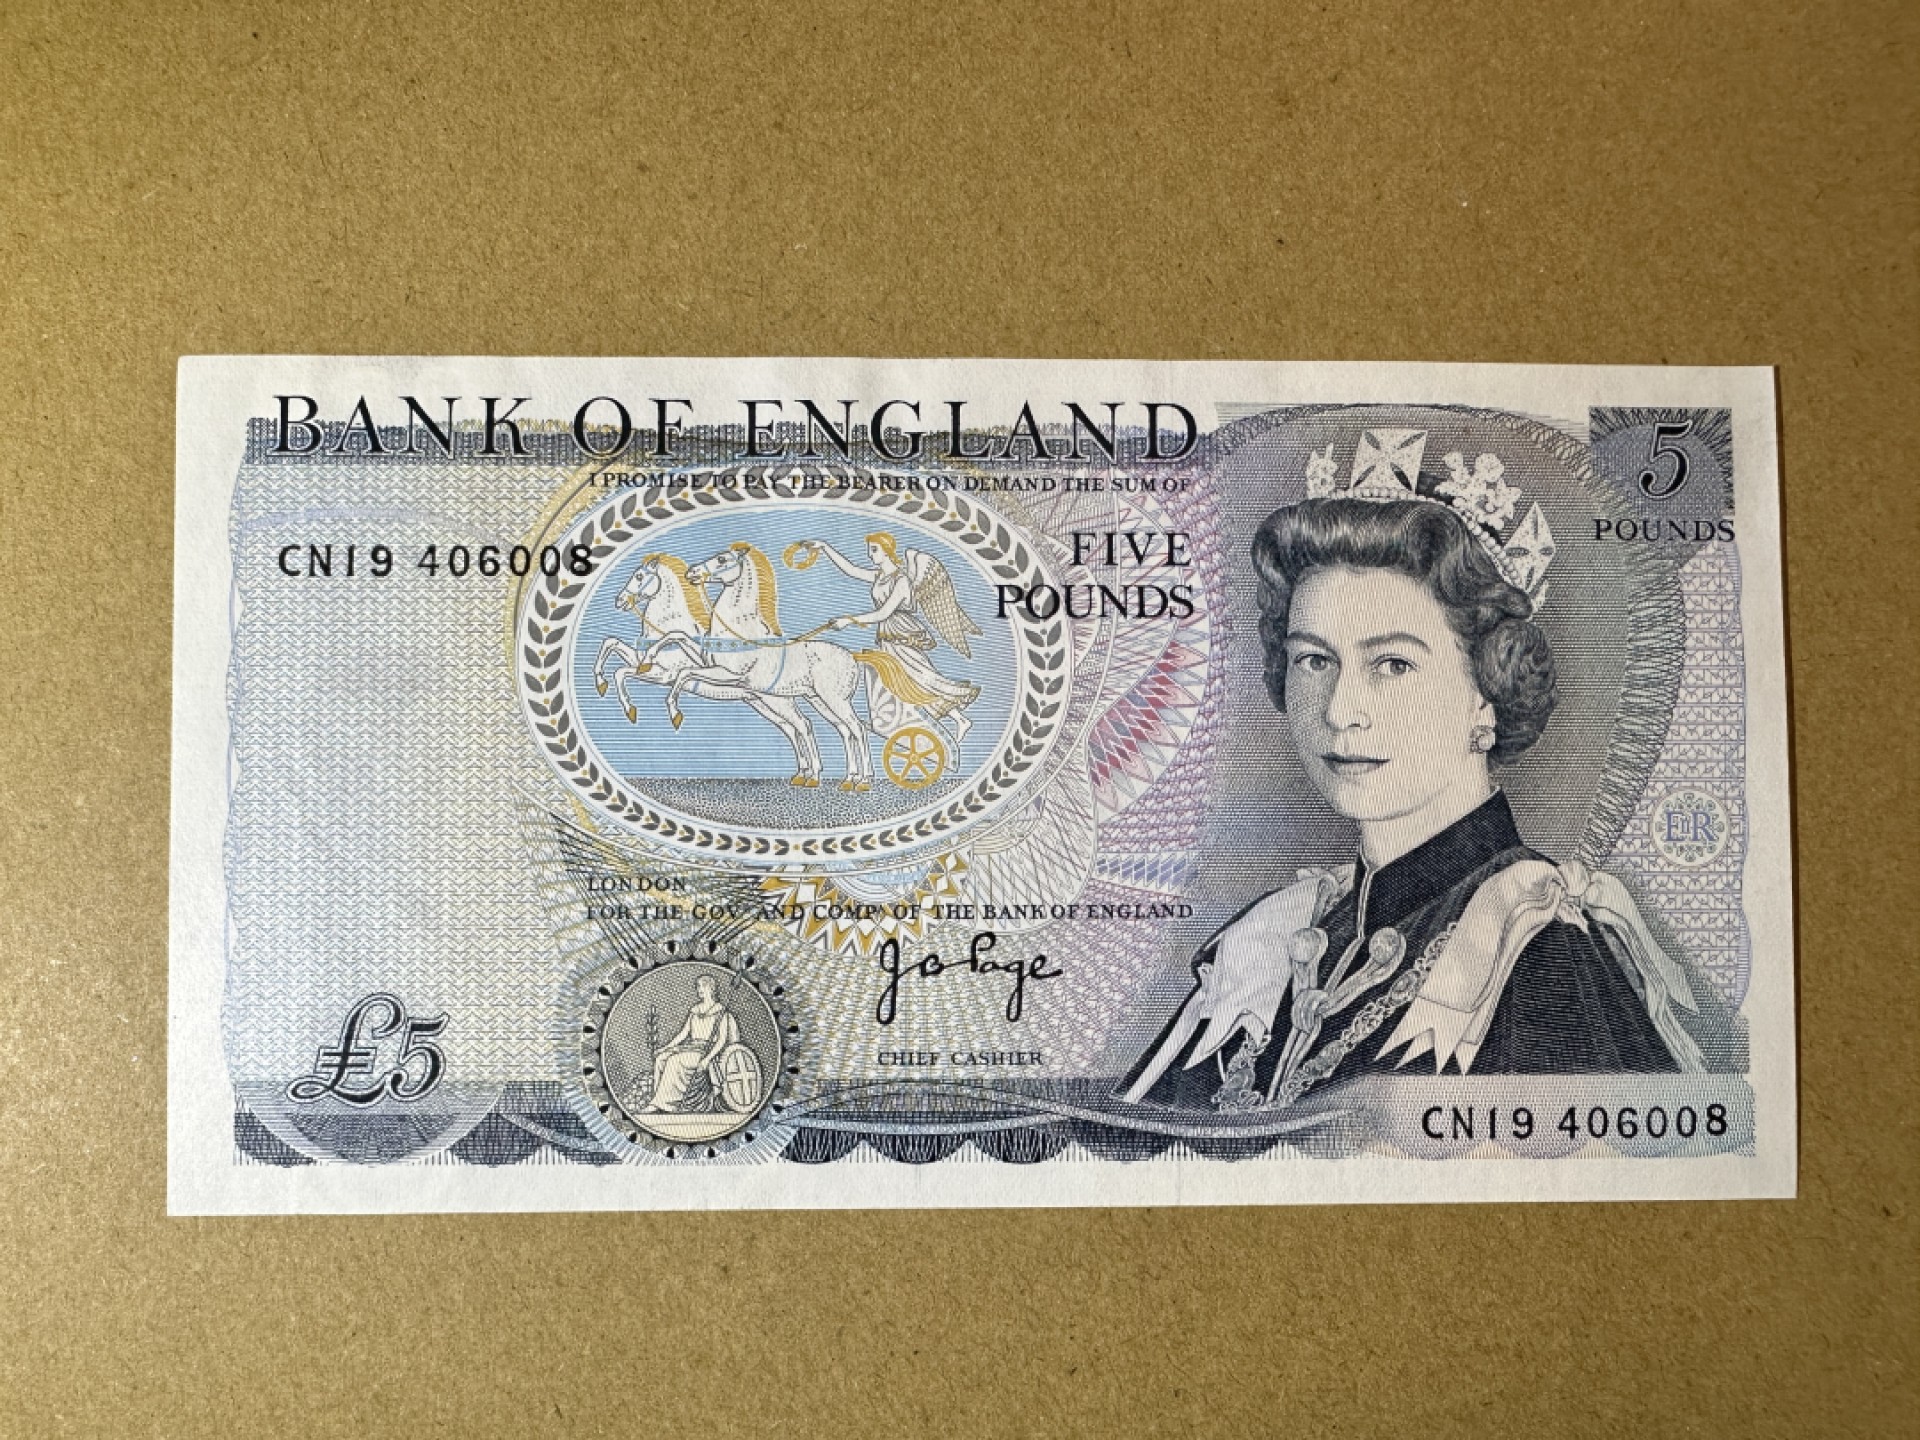 BANK OF ENGLAND
I PROMISE TO PAY THE BEARER ON DEMAND THE SUM OF
5
POUNDS
CN19 406008
FIVE
POUNDS
EIIR
LONDON
FOR THE GOVR AND COMPA OF THE BANK OF ENGLAND
J B Page
CHIEF CASHIER
£5
CN19 406008